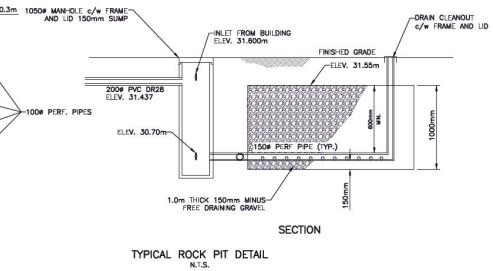 0.3m
1050ø MANHOLE c/w FRAME
AND LID 150mm SUMP
INLET FROM BUILDING
ELEV. 31.600m
DRAIN CLEANOUT
c/w FRAME AND LID
FINISHED GRADE
ELEV. 31.55m
200ø PVC DR28
ELEV. 31.437
100ø PERF. PIPES
ELEV. 30.70m
150ø PERF PIPE (TYP.)
600mm
MIN.
1000mm
150mm
1.0m THICK 150mm MINUS
FREE DRAINING GRAVEL
SECTION
TYPICAL ROCK PIT DETAIL
N.T.S.